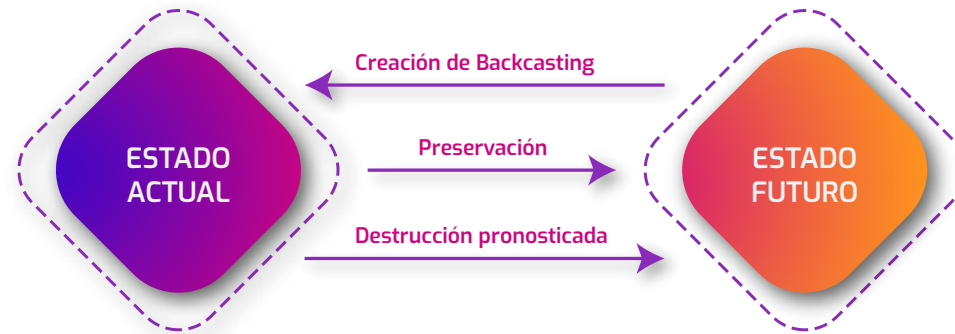 Creación de Backcasting
ESTADO
ACTUAL
Preservación
ESTADO
FUTURO
Destrucción pronosticada